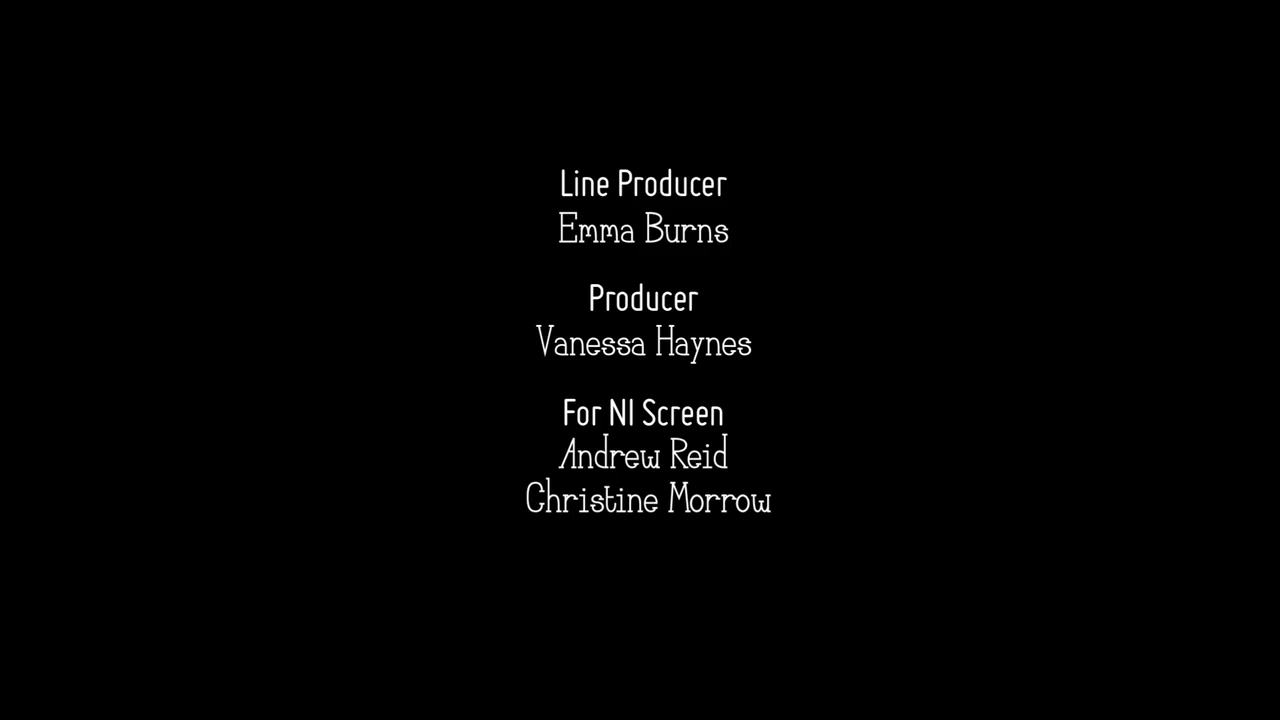 Line Producer
Emma Burns
Producer
Vanessa Haynes
For NI Screen
Andrew Reid
Christine Morrow